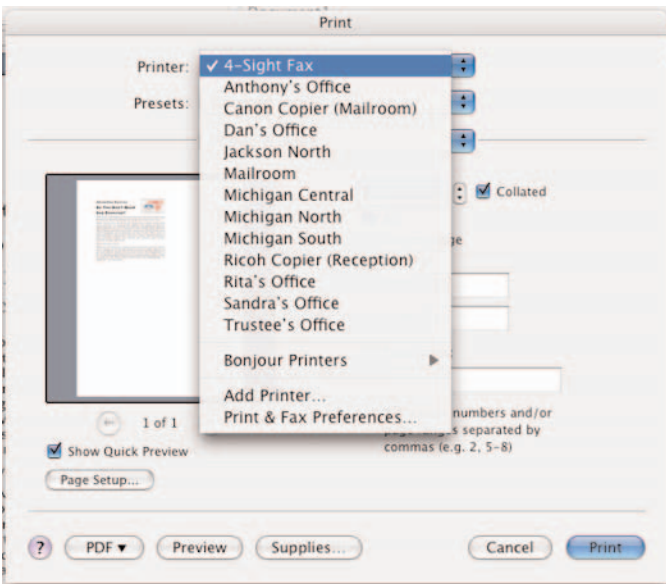 Print
Printer:
✓ 4-Sight Fax
Anthony's Office
Presets:
Canon Copier (Mailroom)
Dan's Office
Jackson North
Mailroom
Michigan Central
Collated
Michigan North
Michigan South
Ricoh Copier (Reception)
Rita's Office
Sandra's Office
Trustee's Office
Bonjour Printers
Add Printer...
Print & Fax Preferences...
numbers and/or
page ranges separated by
commas (e.g. 2, 5-8)
1 of 1
Show Quick Preview
Page Setup...
?
PDF ▼
Preview
Supplies...
Cancel
Print